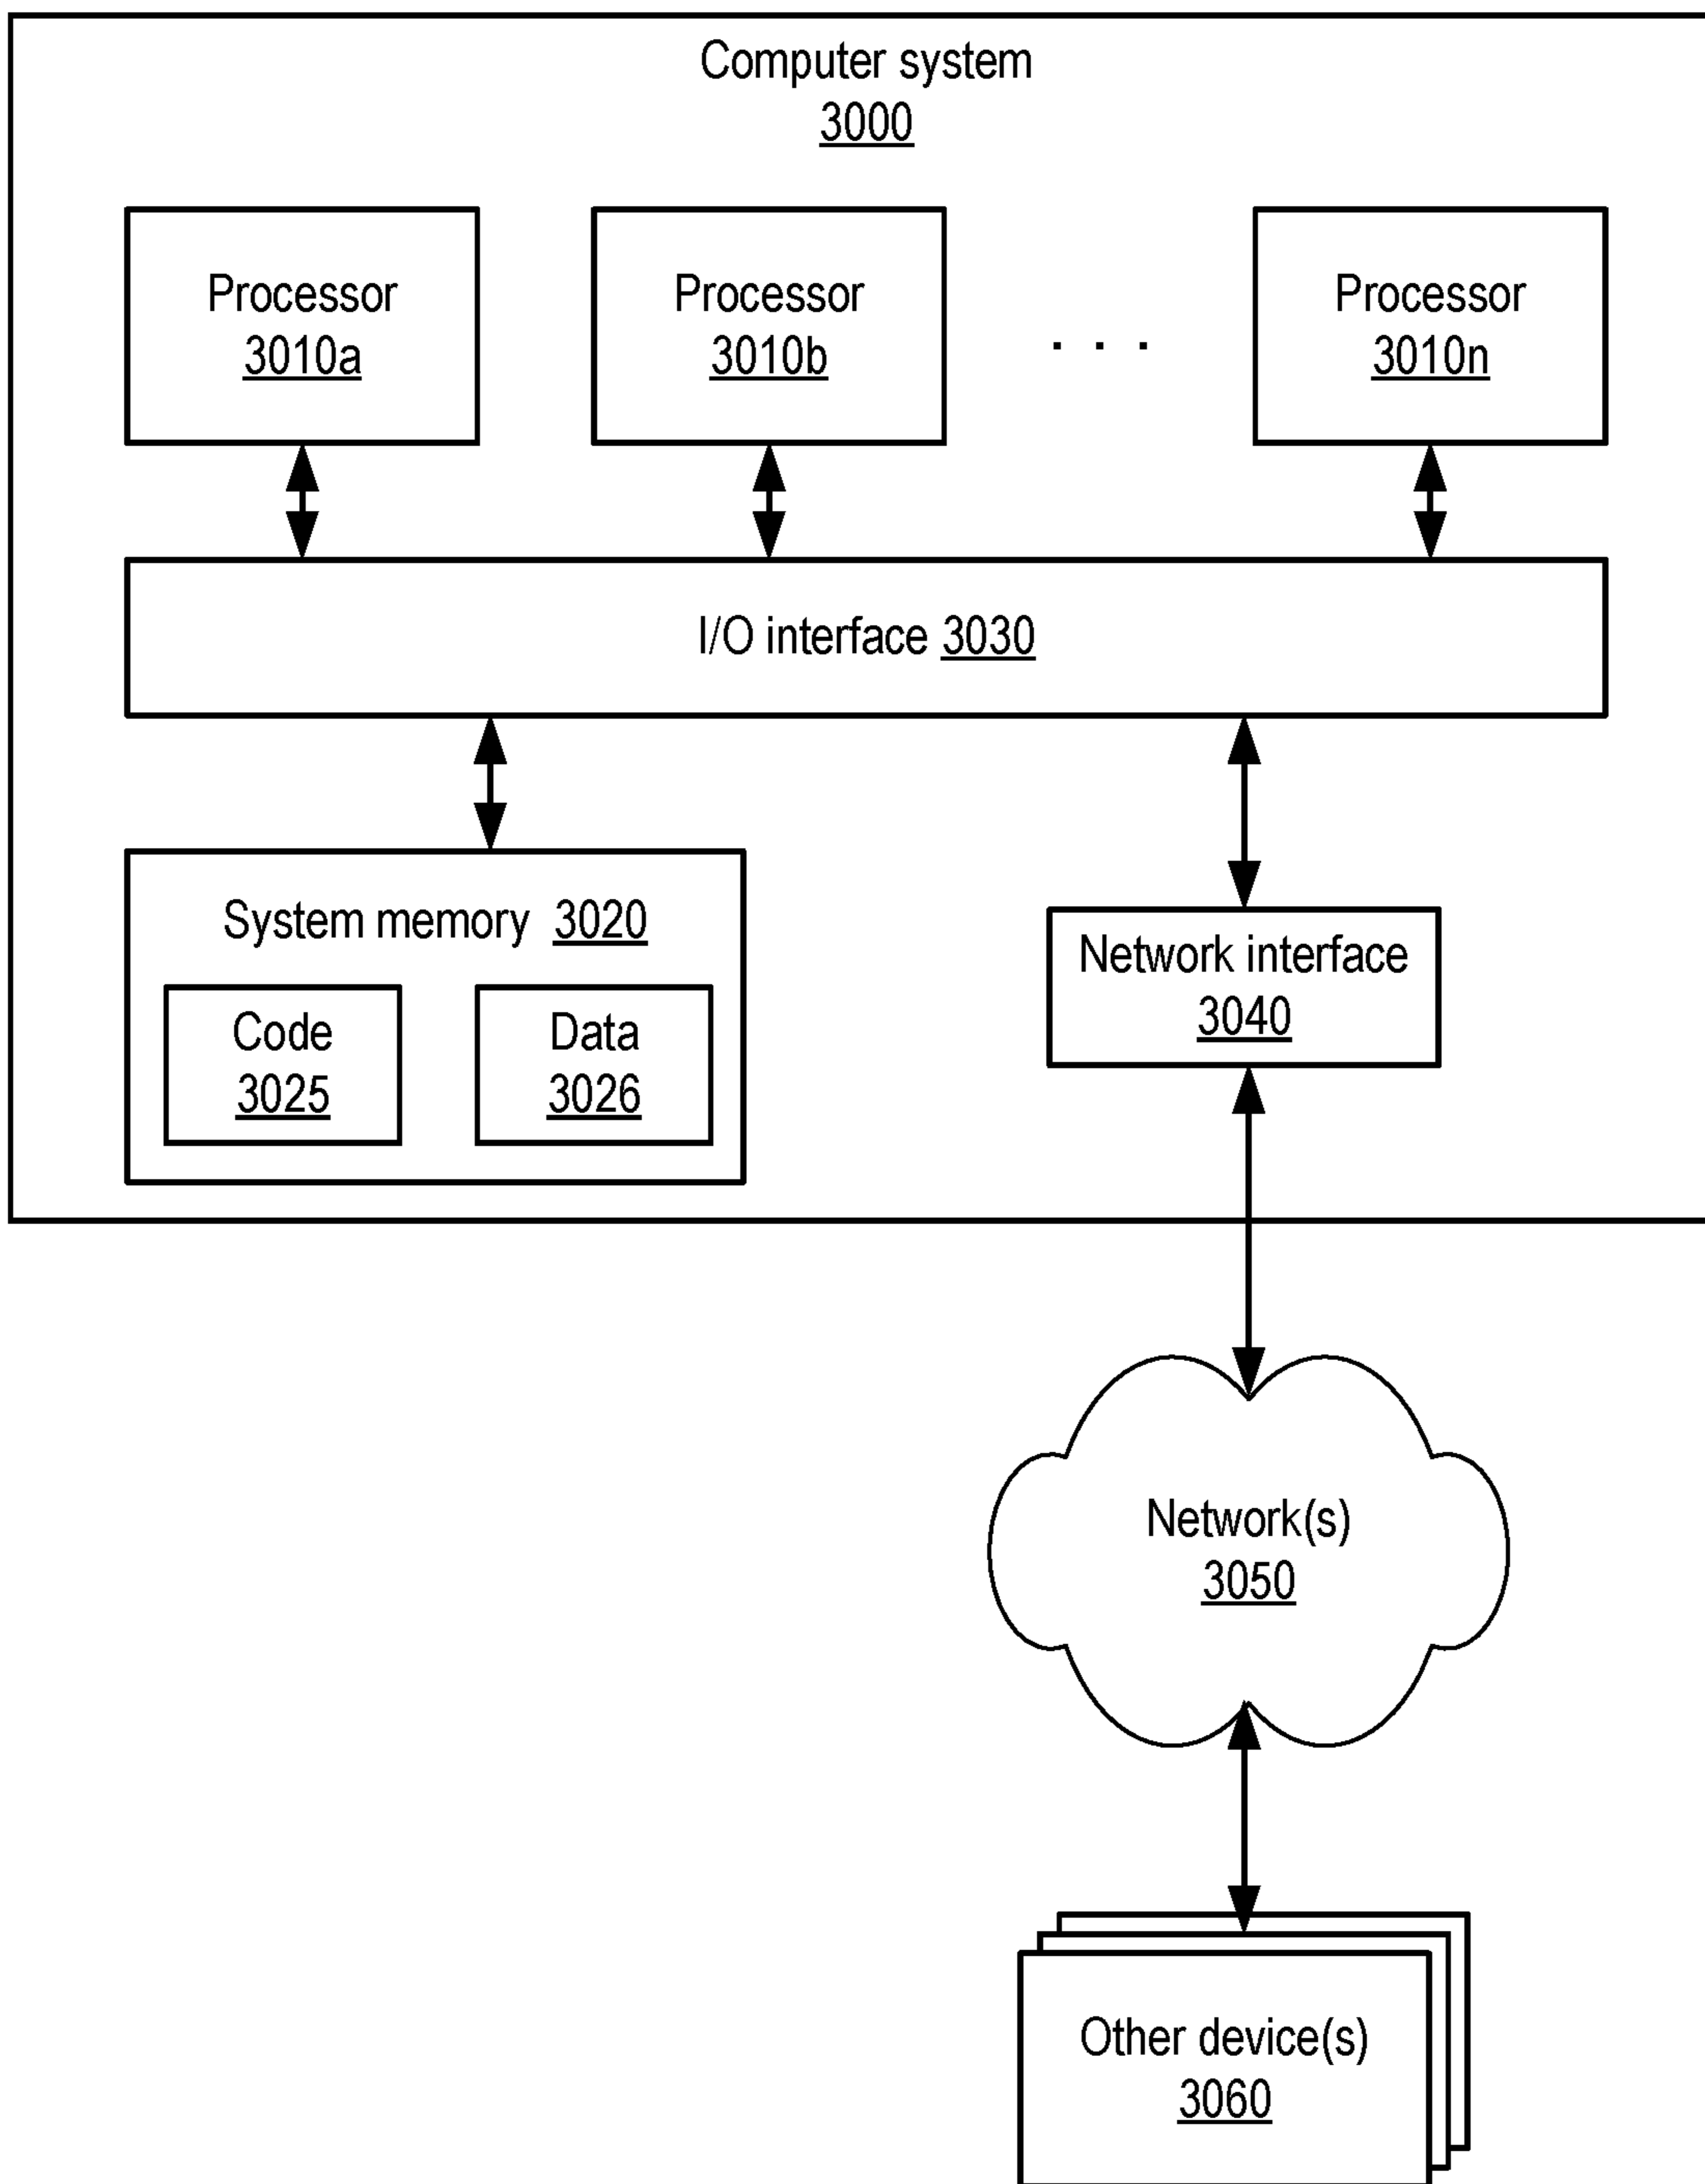 Computer system
3000
Processor
3010a
Processor
3010b
. . .
Processor
3010n
I/O interface 3030
System memory 3020
Code
3025
Data
3026
Network interface
3040
Network(s)
3050
Other device(s)
3060